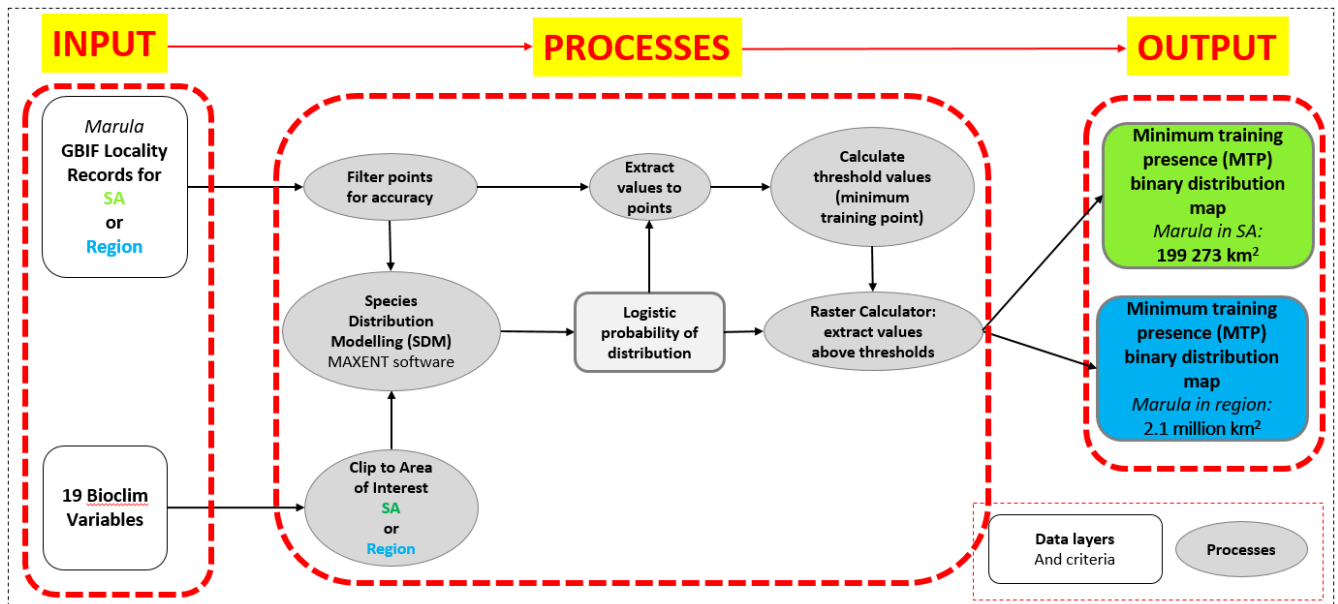 INPUT
PROCESSES
OUTPUT
Marula
GBIF Locality
Records for
SA
or
Region
19 Bioclim
Variables
Filter points
for accuracy
Extract
values to
points
Calculate
threshold values
(minimum
training point)
Species
Distribution
Modelling (SDM)
MAXENT software
Logistic
probability of
distribution
Raster Calculator:
extract values
above thresholds
Clip to Area
of Interest
SA
or
Region
Minimum training
presence (MTP)
binary distribution
map
Marula in SA:
199 273 km²
Minimum training
presence (MTP)
binary distribution
map
Marula in region:
2.1 million km²
Data layers
And criteria
Processes